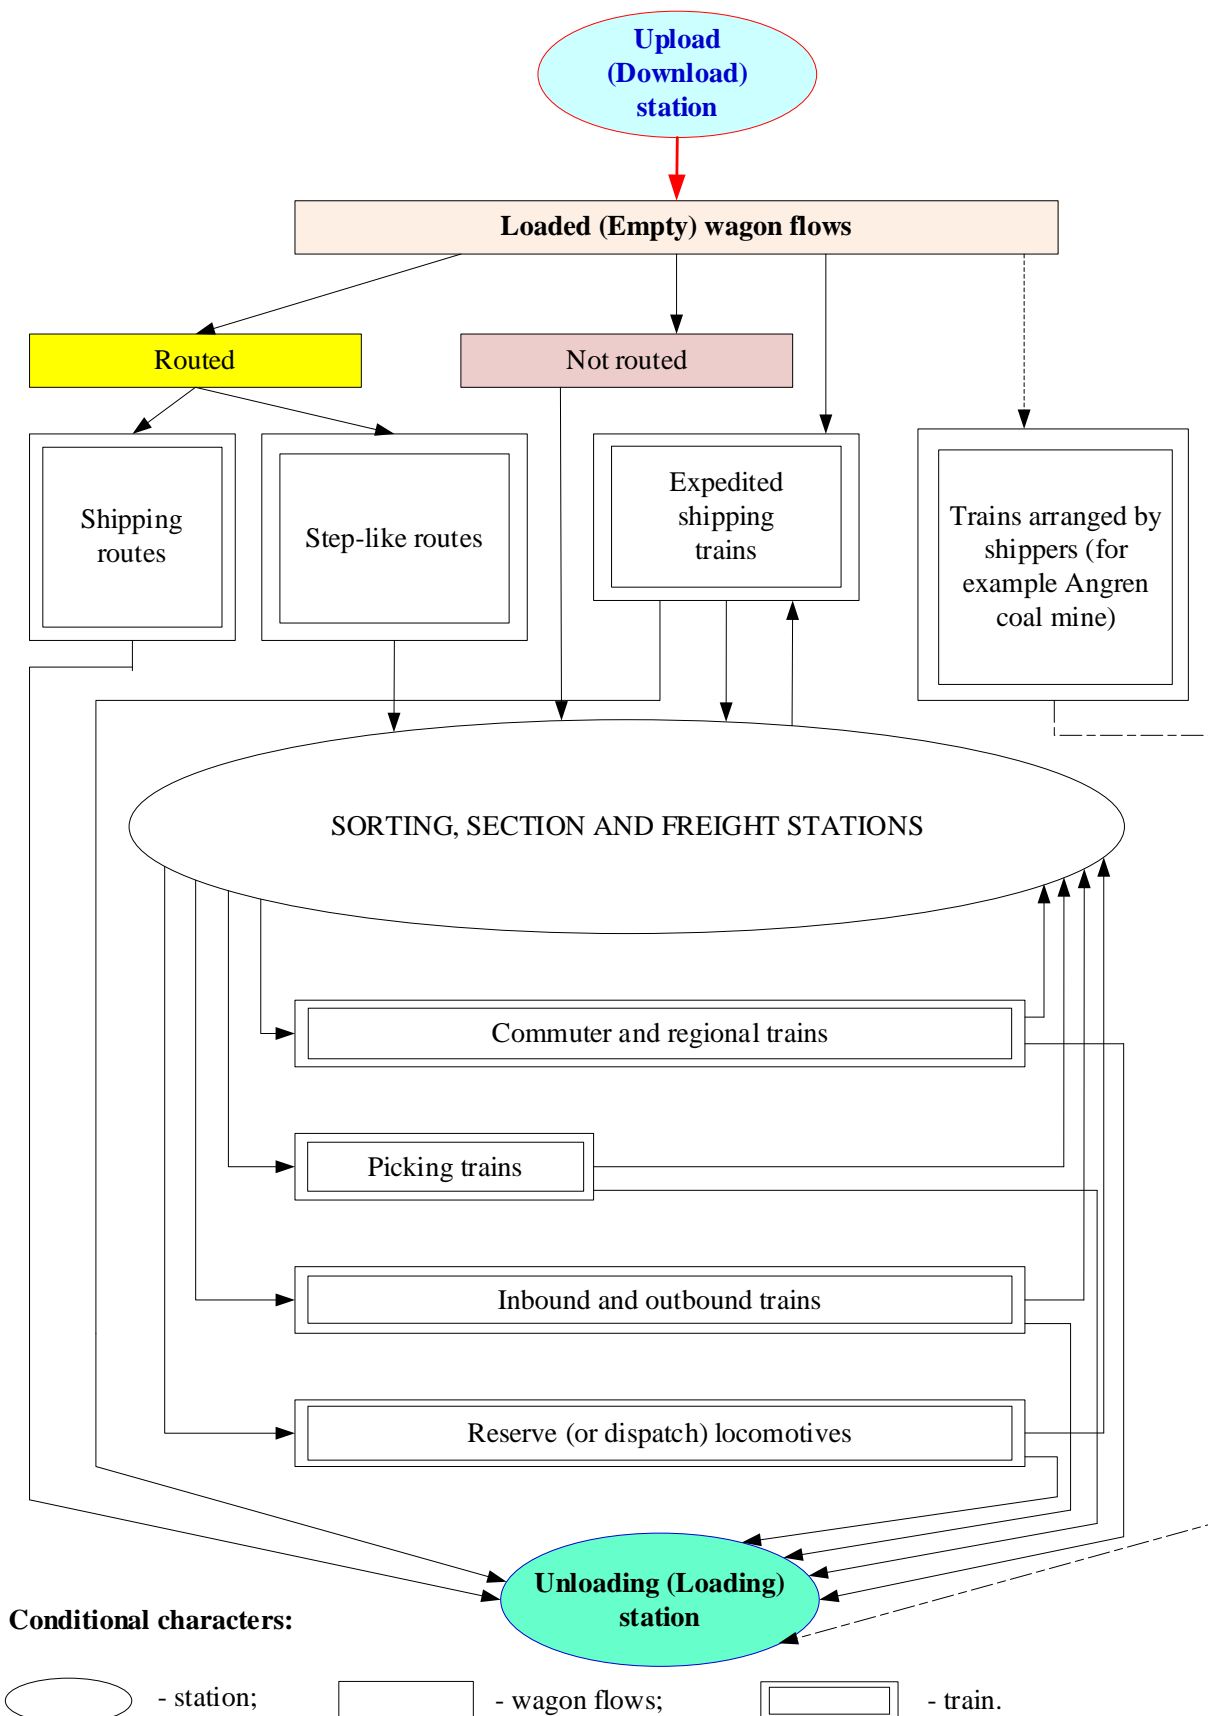 Upload
(Download)
station
Loaded (Empty) wagon flows
Routed
Not routed
Shipping
routes
Step-like routes
Expedited
shipping
trains
Trains arranged by
shippers (for
example Angren
coal mine)
SORTING, SECTION AND FREIGHT STATIONS
Commuter and regional trains
Picking trains
Inbound and outbound trains
Reserve (or dispatch) locomotives
Unloading (Loading)
station
Conditional characters:
- station;
- wagon flows;
- train.